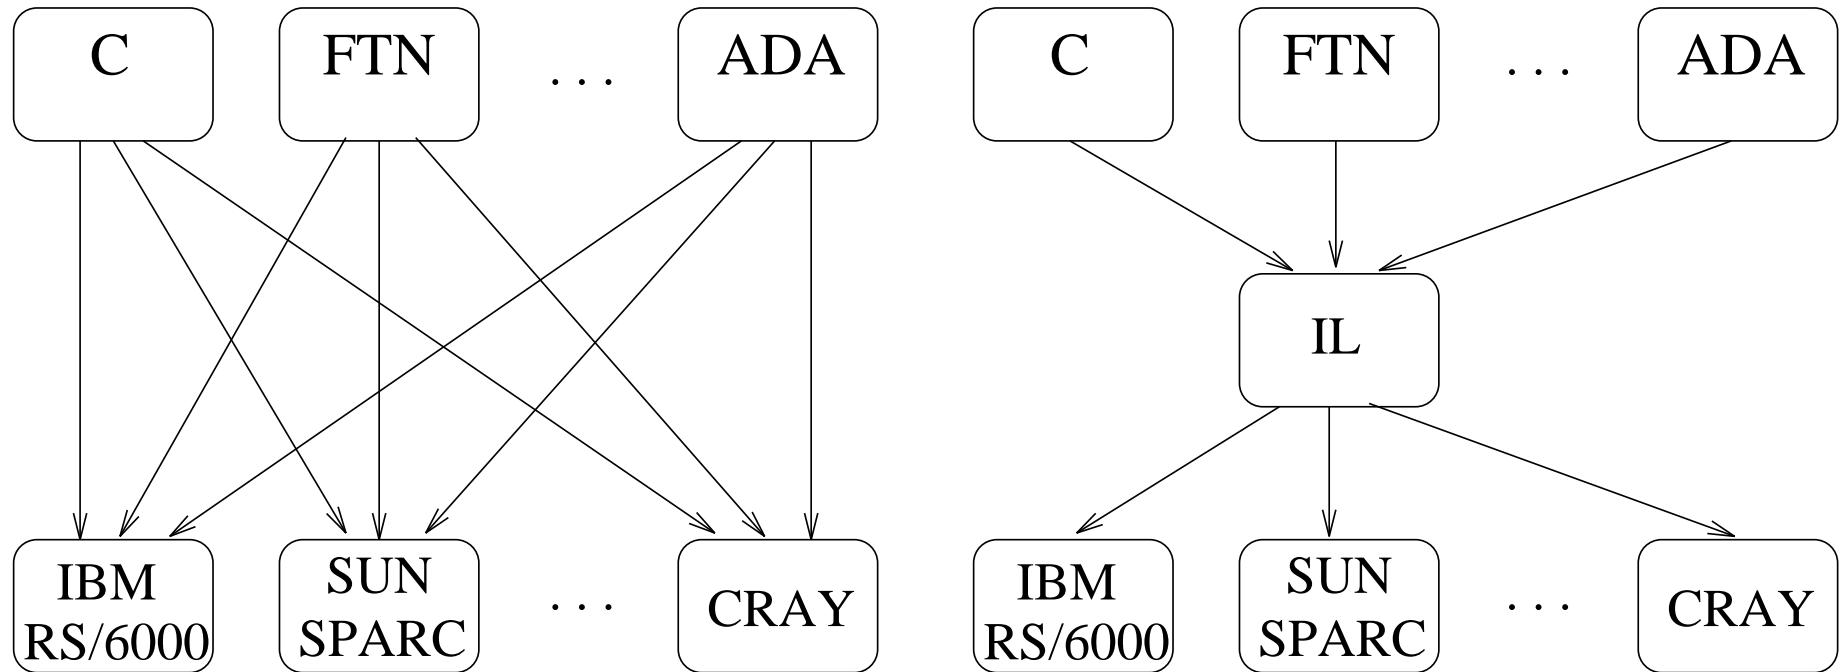 C
FTN
. . .
ADA
C
FTN
. . .
ADA
IL
IBM
RS/6000
SUN
SPARC
. . .
CRAY
IBM
RS/6000
SUN
SPARC
. . .
CRAY